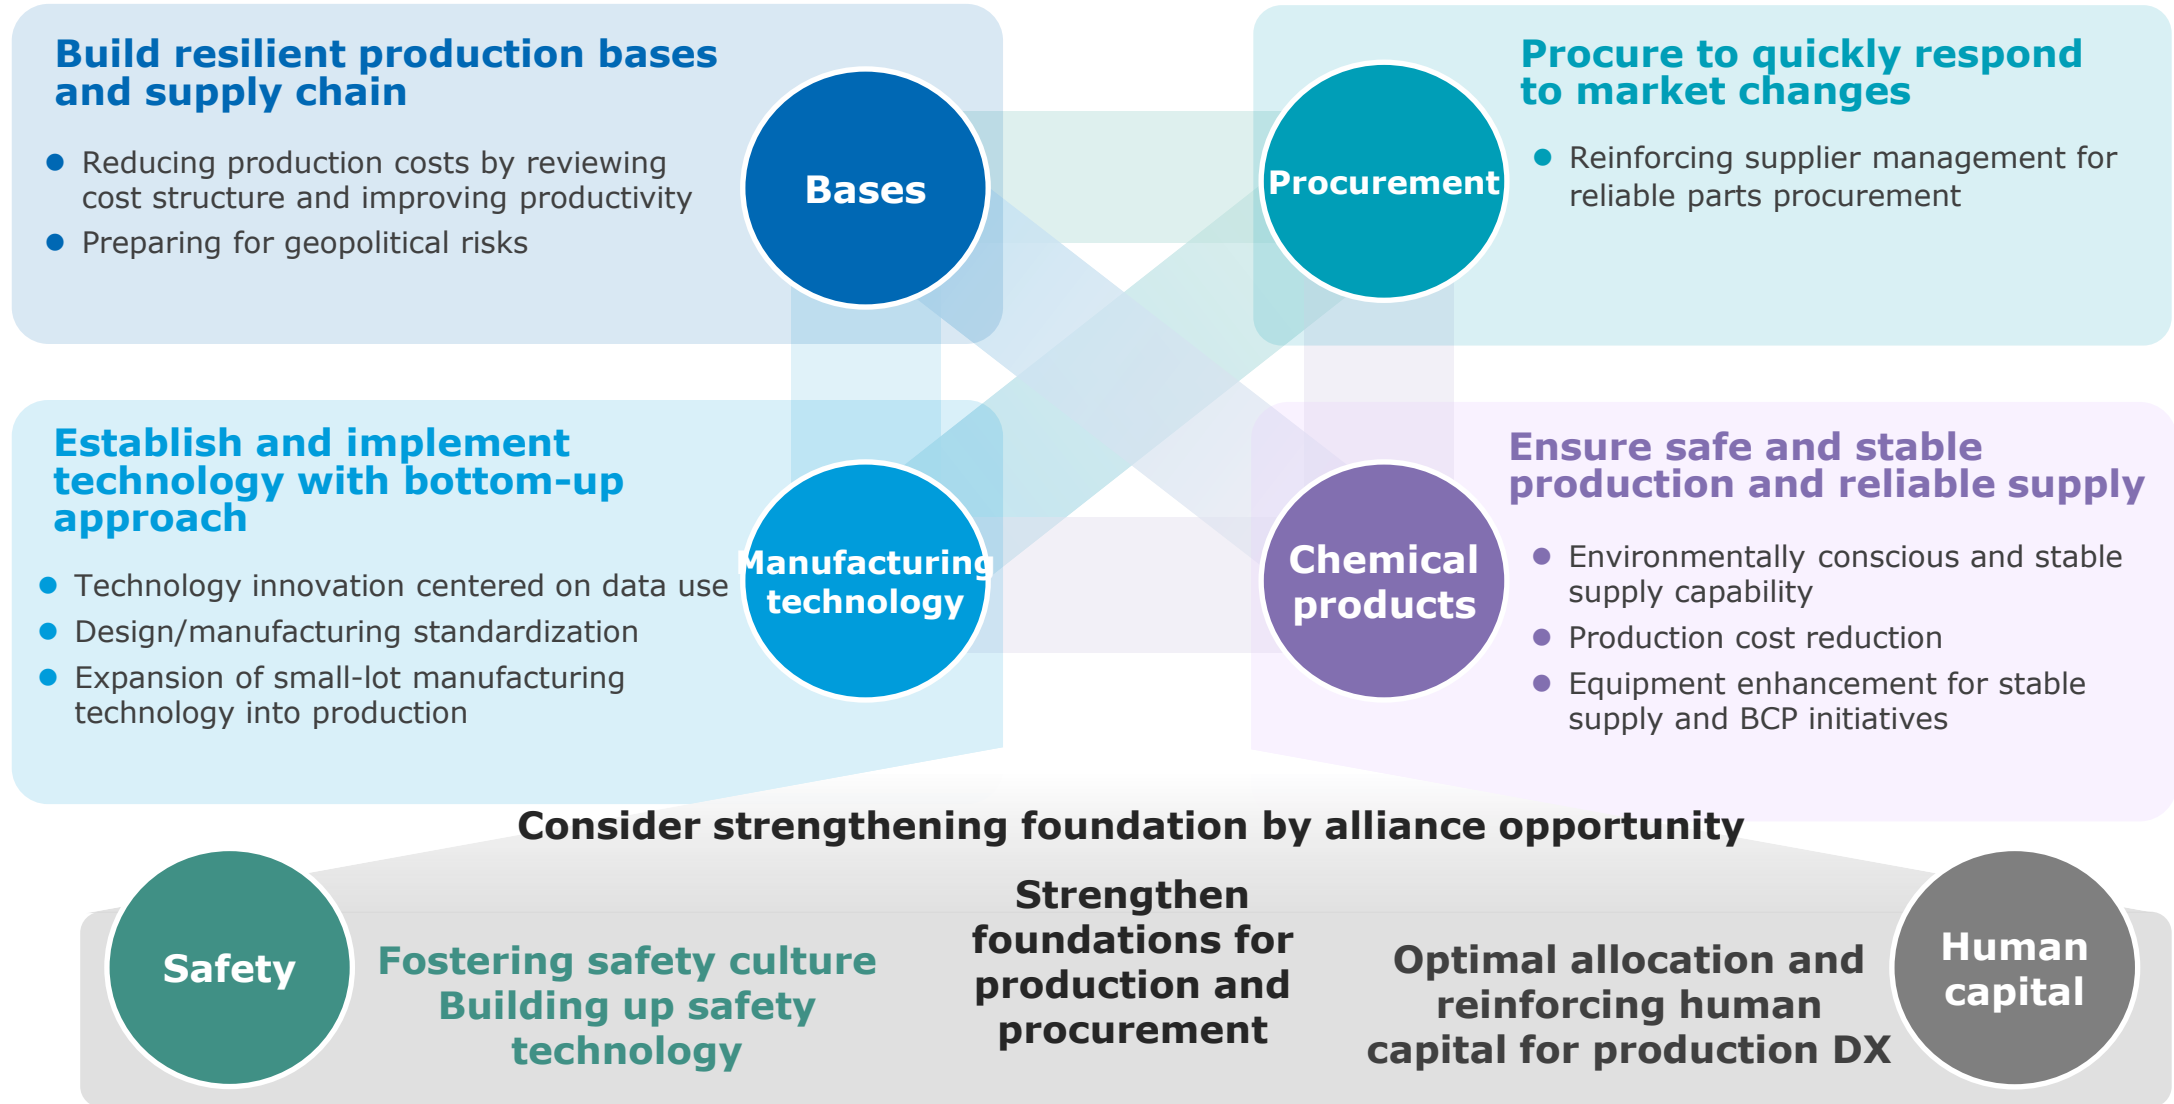 Build resilient production bases
and supply chain
● Reducing production costs by reviewing
cost structure and improving productivity
● Preparing for geopolitical risks
Bases
Procurement
Procure to quickly respond
to market changes
● Reinforcing supplier management for
reliable parts procurement
Establish and implement
technology with bottom-up
approach
● Technology innovation centered on data use
● Design/manufacturing standardization
● Expansion of small-lot manufacturing
technology into production
Manufacturing
technology
Chemical
products
Ensure safe and stable
production and reliable supply
● Environmentally conscious and stable
supply capability
● Production cost reduction
● Equipment enhancement for stable
supply and BCP initiatives
Consider strengthening foundation by alliance opportunity
Safety
Fostering safety culture
Building up safety
technology
Strengthen
foundations for
production and
procurement
Optimal allocation and
reinforcing human
capital for production DX
Human
capital